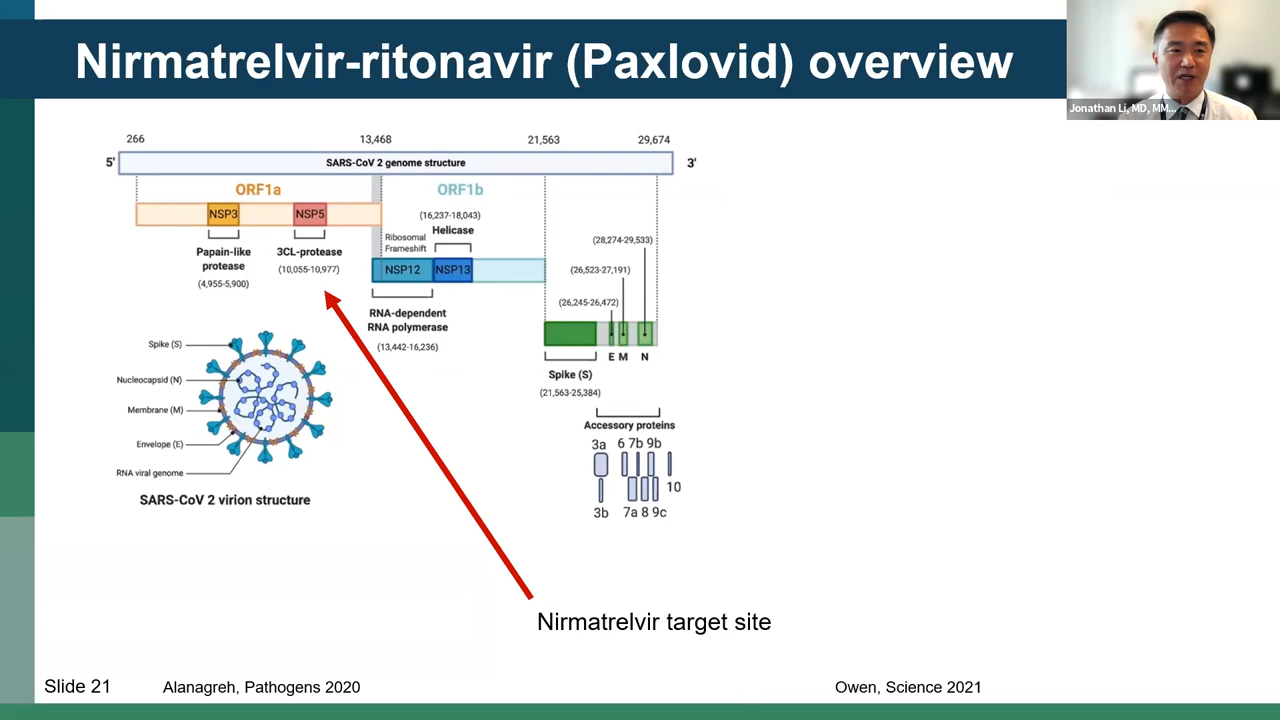 Nirmatrelvir-ritonavir (Paxlovid) overview
Jonathan Li, MD, MM...
266
13,468
21,563
29,674
5'
SARS-CoV 2 genome structure
3'
ORF1a
ORF1b
NSP3
NSP5
(16,237-18,043)
Helicase
Ribosomal
Frameshift
Papain-like
protease
(4,955-5,900)
3CL-protease
(10,055-10,977)
NSP12
NSP13
RNA-dependent
RNA polymerase
(13,442-16,236)
(28,274-29,533)
(26,523-27,191)
(26,245-26,472)
E M N
Spike (S)
(21,563-25,384)
Accessory proteins
3a 6 7b 9b
10
3b 7a 8 9c
Spike (S)
Nucleocapsid (N)
Membrane (M)
Envelope (E)
RNA viral genome
SARS-CoV 2 virion structure
Nirmatrelvir target site
Slide 21
Alanagreh, Pathogens 2020
Owen, Science 2021